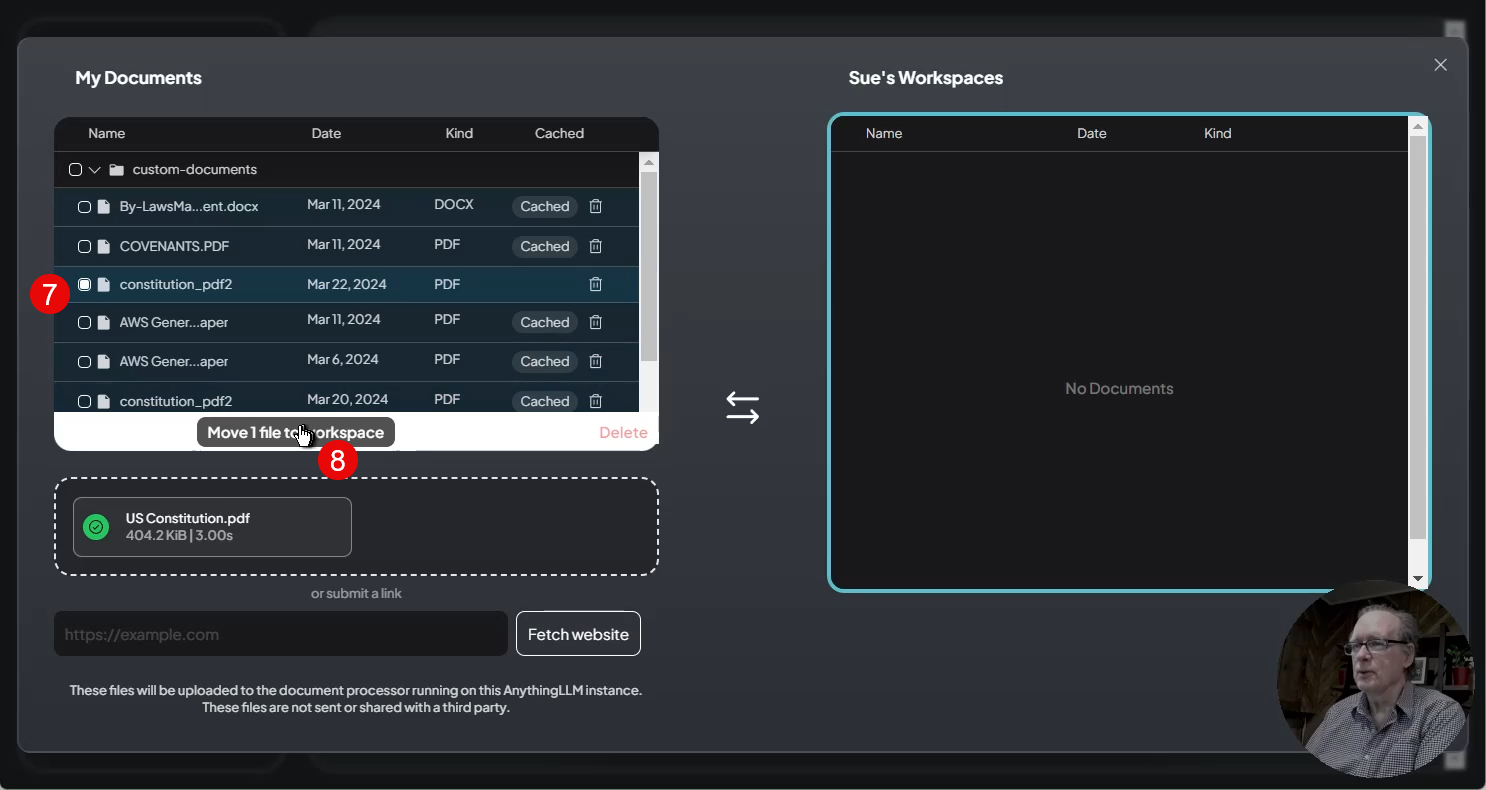 My Documents
Sue's Workspaces
Name Date Kind Cached
Name Date Kind
custom-documents
By-LawsMa...ent.docx Mar 11, 2024 DOCX Cached
COVENANTS.PDF Mar 11, 2024 PDF Cached
7
constitution_pdf2 Mar 22, 2024 PDF
AWS Gener...aper Mar 11, 2024 PDF Cached
AWS Gener...aper Mar 6, 2024 PDF Cached
constitution_pdf2 Mar 20, 2024 PDF Cached
No Documents
Move 1 file to workspace Delete
8
US Constitution.pdf
404.2 KiB | 3.00s
or submit a link
https://example.com Fetch website
These files will be uploaded to the document processor running on this AnythingLLM instance.
These files are not sent or shared with a third party.